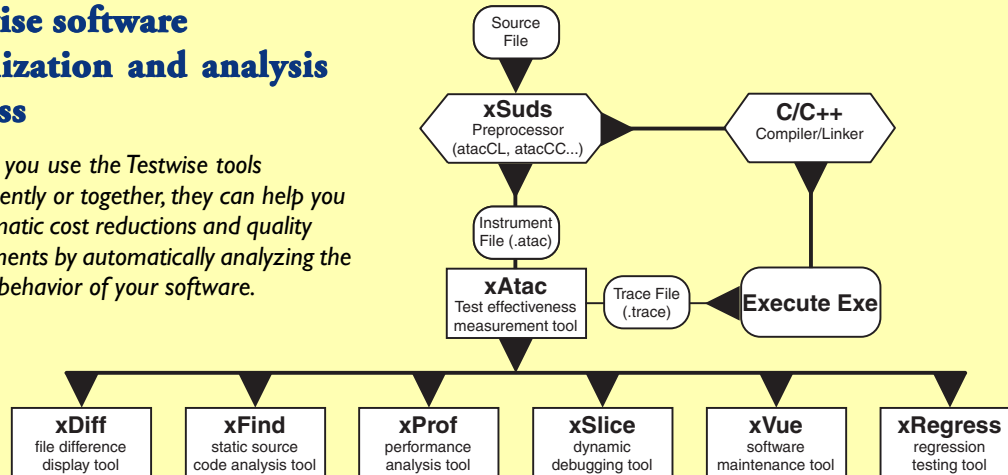 ise software
ization and analysis
ss
you use the Testwise tools
ently or together, they can help you
matic cost reductions and quality
ments by automatically analyzing the
behavior of your software.
Source
File
xSuds
Preprocessor
(atacCL, atacCC...)
C/C++
Compiler/Linker
Instrument
File (.atac)
xAtac
Test effectiveness
measurement tool
Trace File
(.trace)
Execute Exe
xDiff
file difference
display tool
xFind
static source
code analysis tool
xProf
performance
analysis tool
xSlice
dynamic
debugging tool
xVue
software
maintenance tool
xRegress
regression
testing tool